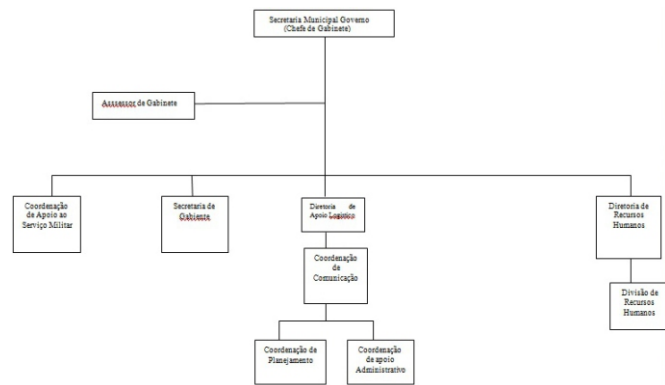 Secretaria Municipal Governo
(Chefe de Gabinete)
Asssessor de Gabinete
Coordenação
de Apoio ao
Serviço Militar
Secretaria de
Gabiente
Diretoria de
Apoio Logístico
Diretoria de
Recursos
Humanos
Coordenação
de
Comunicação
Divisão de
Recursos
Humanos
Coordenação de
Planejamento
Coordenação
de apoio
Administrativo